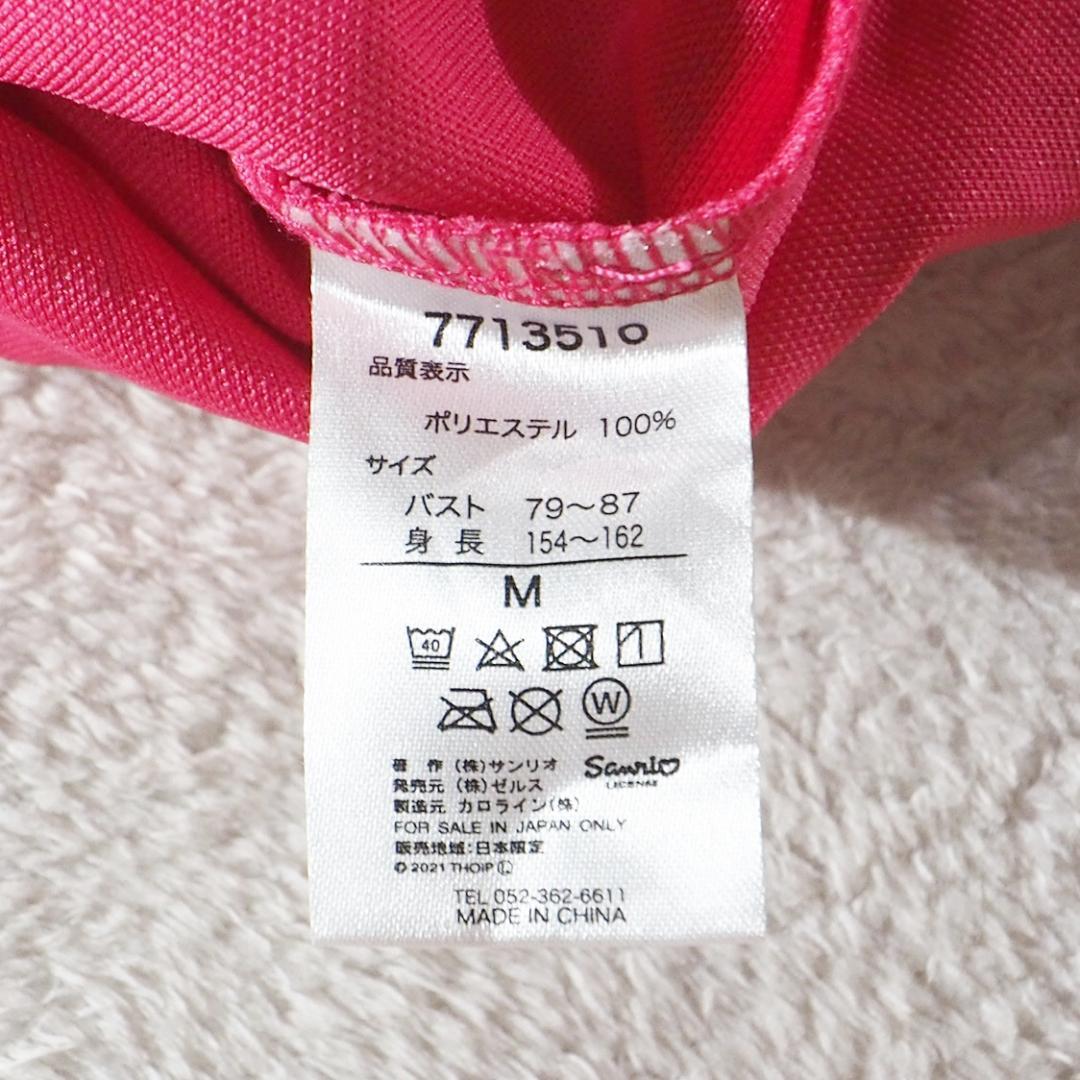 7713510
品質表示
ポリエステル 100%
サイズ
バスト 79〜87
身長 154〜162
M
40
W
著 作 (株)サンリオ Sanrio
LICENSE
発売元 (株)ゼルス
製造元 カロライン(株)
FOR SALE IN JAPAN ONLY
販売地域:日本限定
© 2021 THOIP Ⓛ
TEL 052-362-6611
MADE IN CHINA